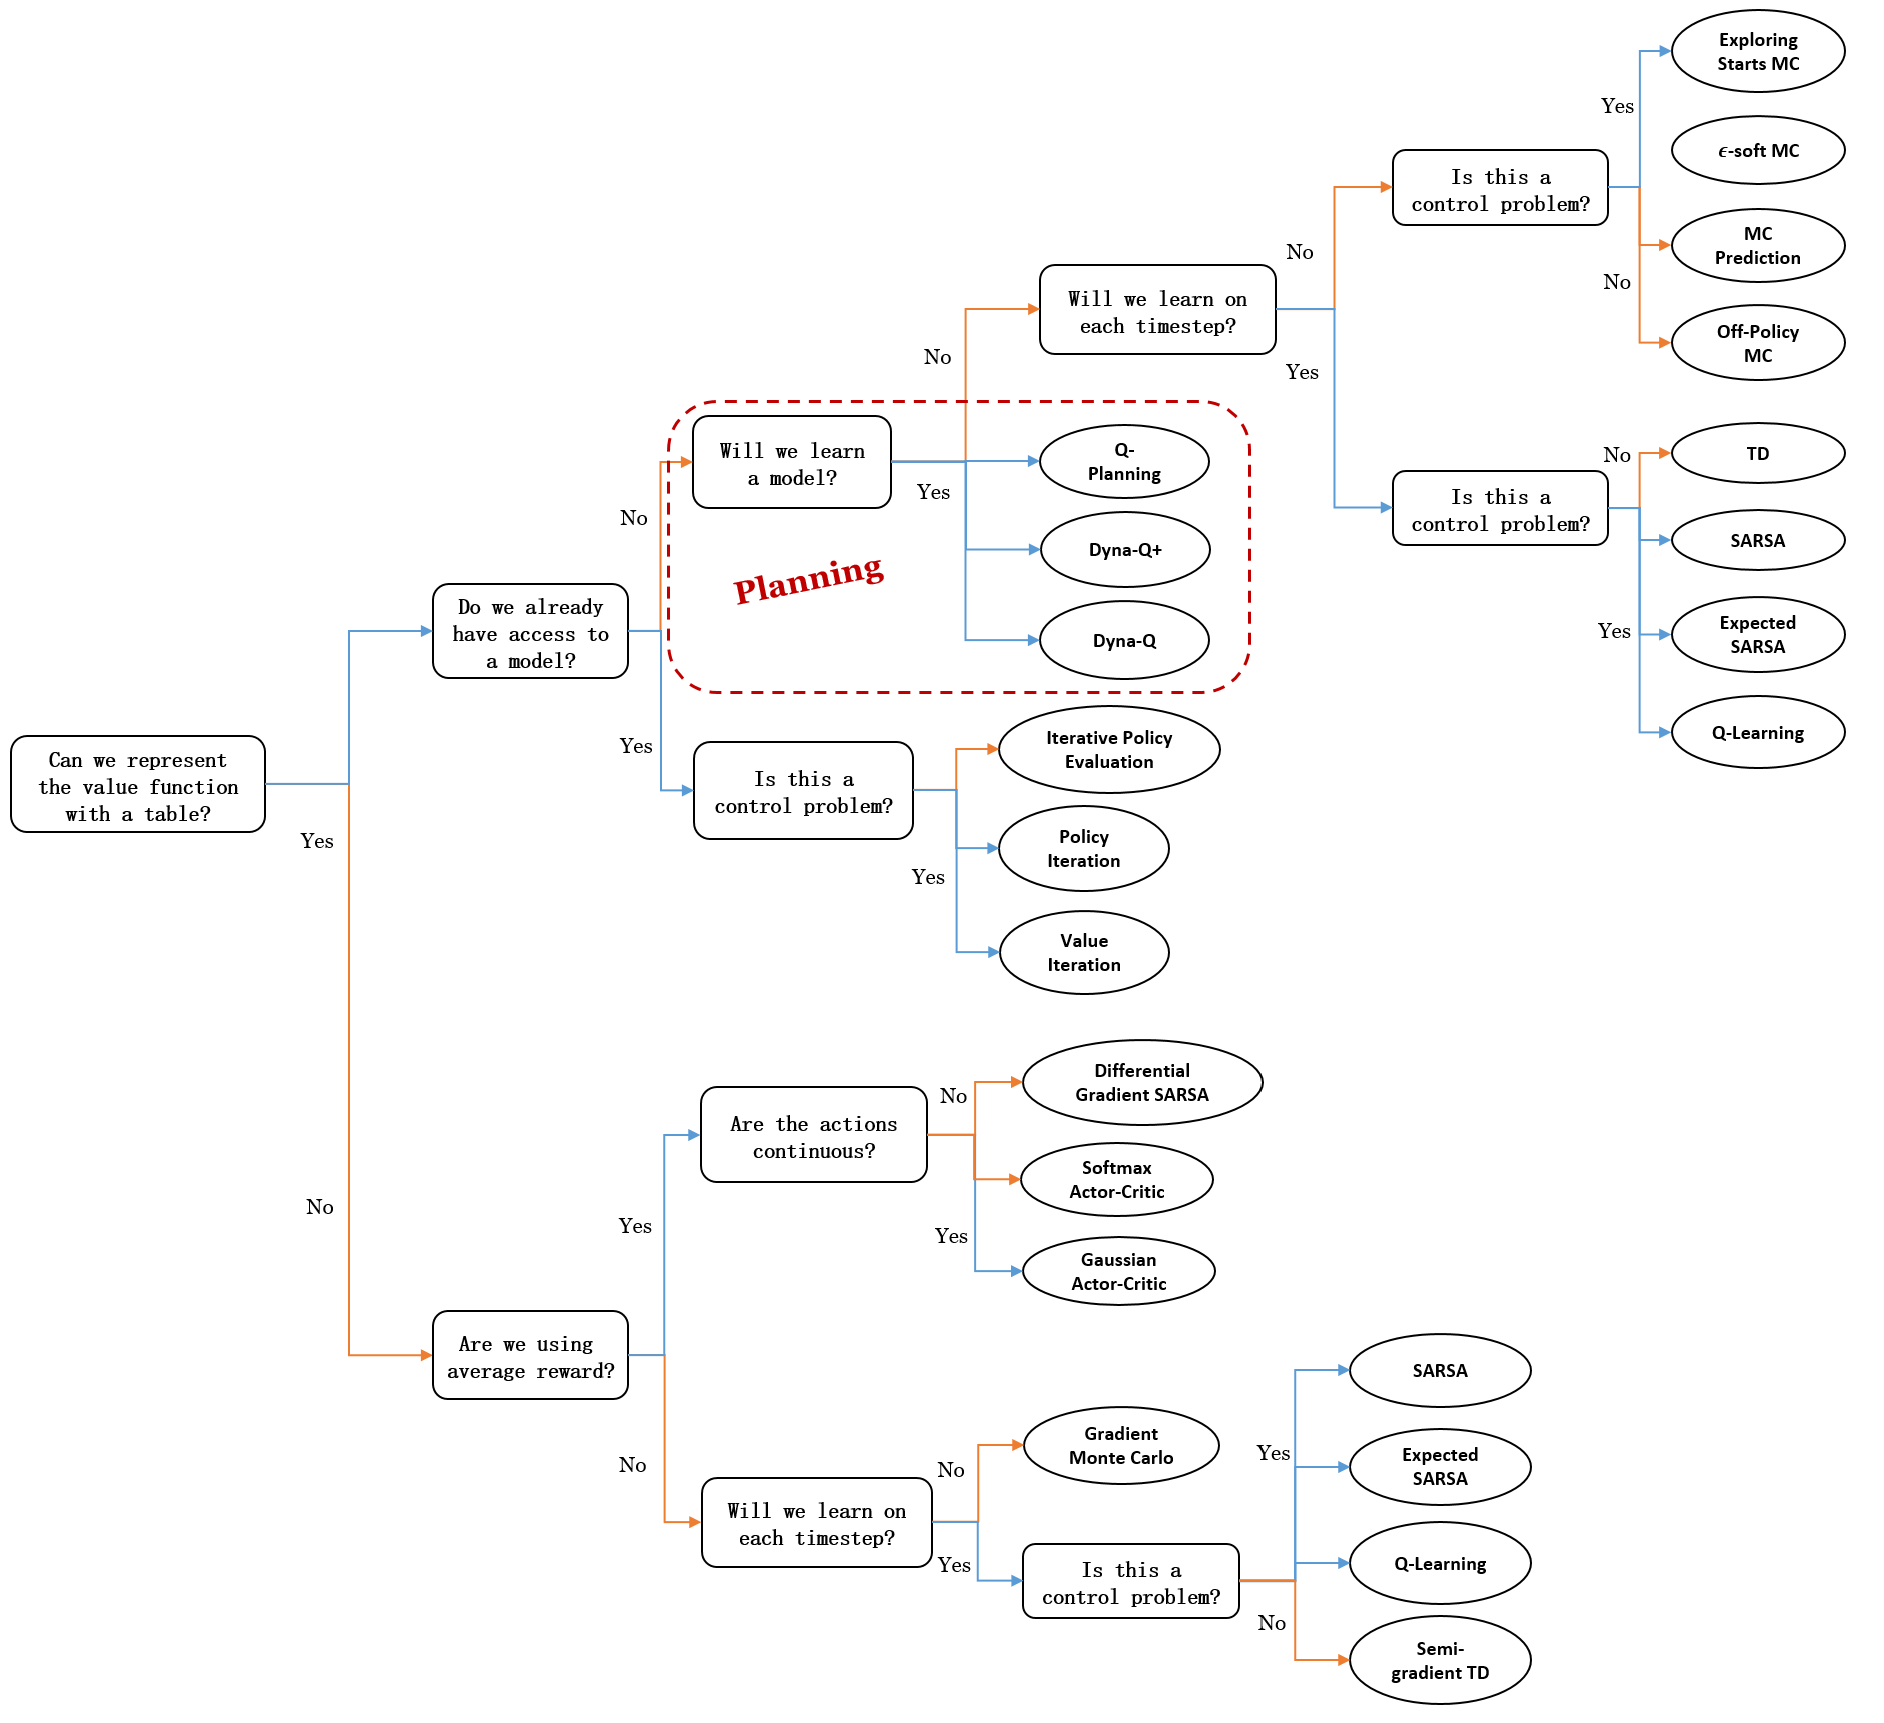 Can we represent
the value function
with a table?
Yes
No
Do we already
have access to
a model?
No
Yes
Will we learn
a model?
Planning
No
Yes
Q-
Planning
Dyna-Q+
Dyna-Q
Will we learn on
each timestep?
No
Yes
Is this a
control problem?
Yes
No
Exploring
Starts MC
ϵ-soft MC
MC
Prediction
Off-Policy
MC
Is this a
control problem?
No
Yes
TD
SARSA
Expected
SARSA
Q-Learning
Is this a
control problem?
Yes
Iterative Policy
Evaluation
Policy
Iteration
Value
Iteration
Are we using
average reward?
Yes
No
Are the actions
continuous?
No
Yes
Differential
Gradient SARSA
Softmax
Actor-Critic
Gaussian
Actor-Critic
Will we learn on
each timestep?
No
Yes
Gradient
Monte Carlo
Is this a
control problem?
Yes
No
SARSA
Expected
SARSA
Q-Learning
Semi-
gradient TD